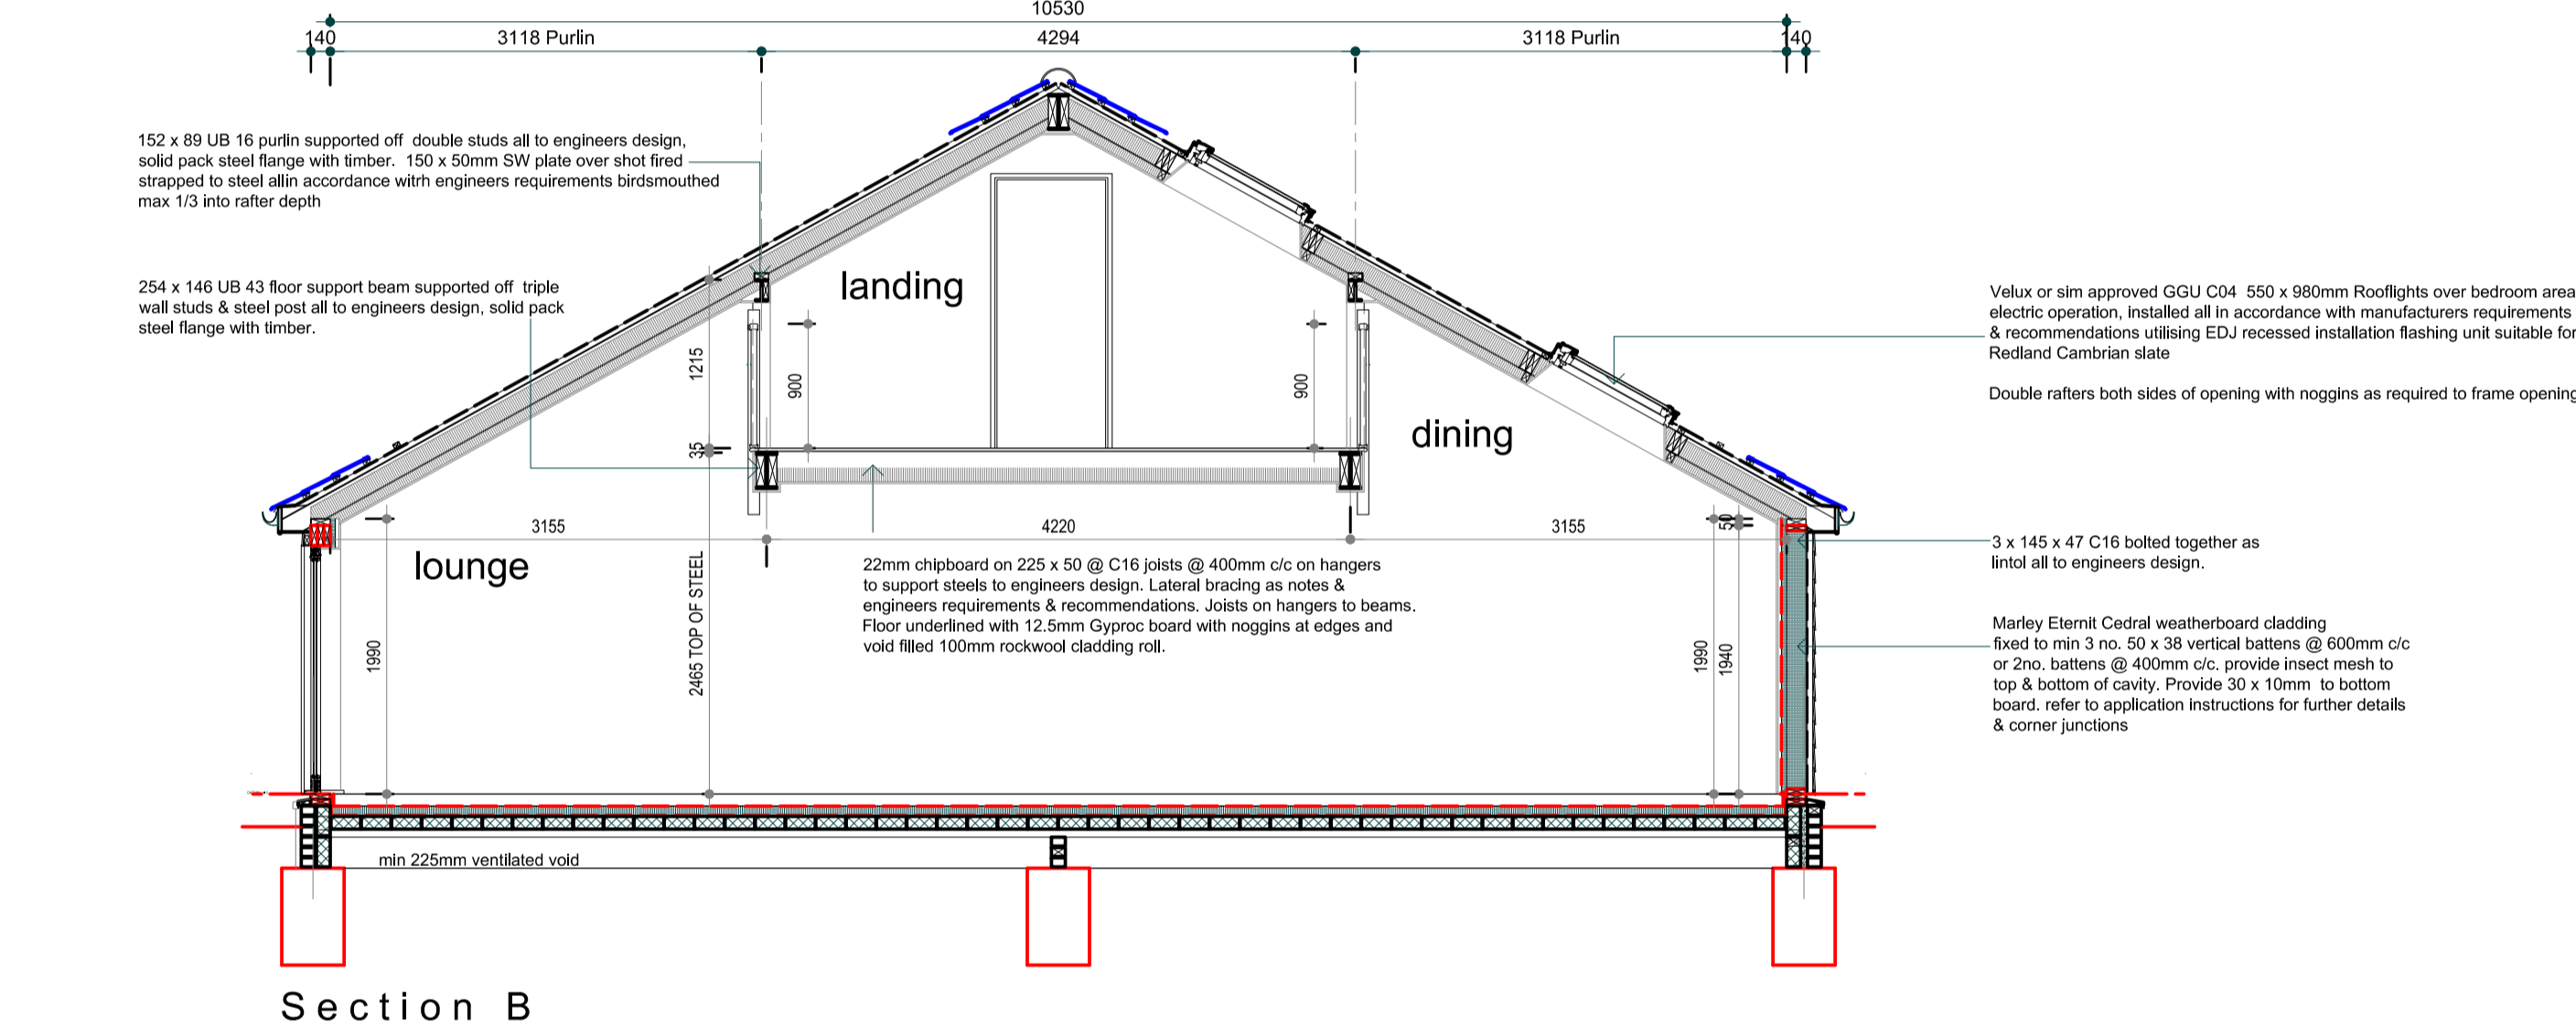 10530
140
3118 Purlin
4294
3118 Purlin
140
152 x 89 UB 16 purlin supported off double studs all to engineers design,
solid pack steel flange with timber. 150 x 50mm SW plate over shot fired
strapped to steel allin accordance witrh engineers requirements birdsmouthed
max 1/3 into rafter depth
254 x 146 UB 43 floor support beam supported off triple
wall studs & steel post all to engineers design, solid pack
steel flange with timber.
landing
1215
900
900
35
dining
Velux or sim approved GGU C04 550 x 980mm Rooflights over bedroom area
electric operation, installed all in accordance with manufacturers requirements
& recommendations utilising EDJ recessed installation flashing unit suitable for
Redland Cambrian slate
Double rafters both sides of opening with noggins as required to frame opening
3155
4220
3155
50
lounge
1990
2465 TOP OF STEEL
22mm chipboard on 225 x 50 @ C16 joists @ 400mm c/c on hangers
to support steels to engineers design. Lateral bracing as notes &
engineers requirements & recommendations. Joists on hangers to beams.
Floor underlined with 12.5mm Gyproc board with noggins at edges and
void filled 100mm rockwool cladding roll.
1990
1940
3 x 145 x 47 C16 bolted together as
lintol all to engineers design.
Marley Eternit Cedral weatherboard cladding
fixed to min 3 no. 50 x 38 vertical battens @ 600mm c/c
or 2no. battens @ 400mm c/c. provide insect mesh to
top & bottom of cavity. Provide 30 x 10mm to bottom
board. refer to application instructions for further details
& corner junctions
min 225mm ventilated void
Section B